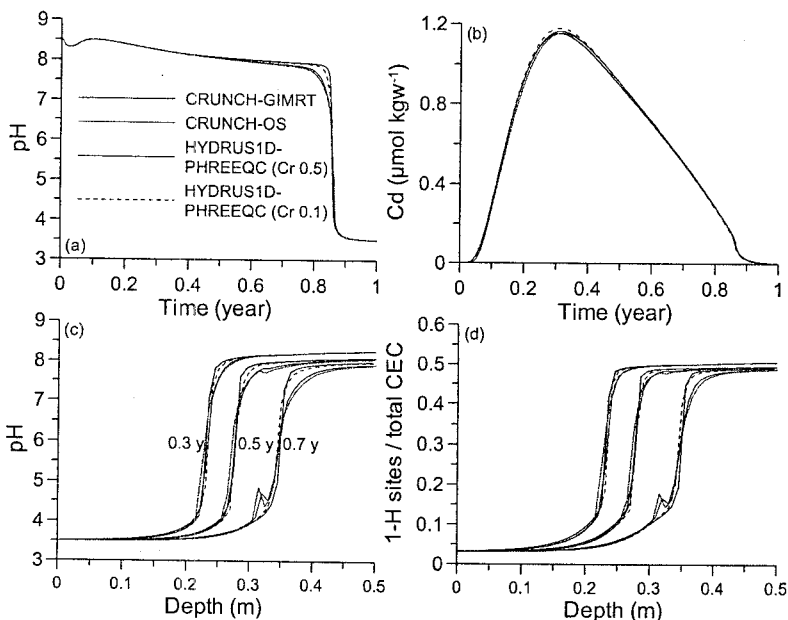 9
8
7
6
5
4
3
pH
CRUNCH-GIMRT
CRUNCH-OS
HYDRUS1D-
PHREEQC (Cr 0.5)
HYDRUS1D-
PHREEQC (Cr 0.1)
(a)
0 0.2 0.4 0.6 0.8 1
Time (year)
1.2
0.8
0.4
0
Cd (µmol kgw-1)
(b)
0 0.2 0.4 0.6 0.8 1
Time (year)
9
8
7
6
5
4
3
pH
(c)
0.3 y
0.5 y
0.7 y
0 0.1 0.2 0.3 0.4 0.5
Depth (m)
0.6
0.5
0.4
0.3
0.2
0.1
0
1-H sites / total CEC
(d)
0 0.1 0.2 0.3 0.4 0.5
Depth (m)